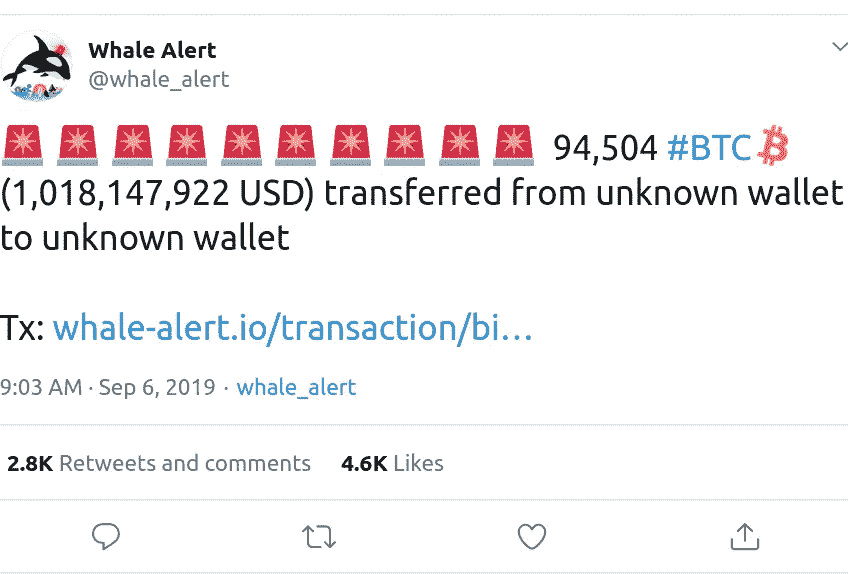 Whale Alert
@whale_alert
🚨 🚨 🚨 🚨 🚨 🚨 🚨 🚨 🚨 🚨 94,504 #BTC
(1,018,147,922 USD) transferred from unknown wallet
to unknown wallet
Tx: whale-alert.io/transaction/bi…
9:03 AM · Sep 6, 2019 · whale_alert
2.8K Retweets and comments 4.6K Likes